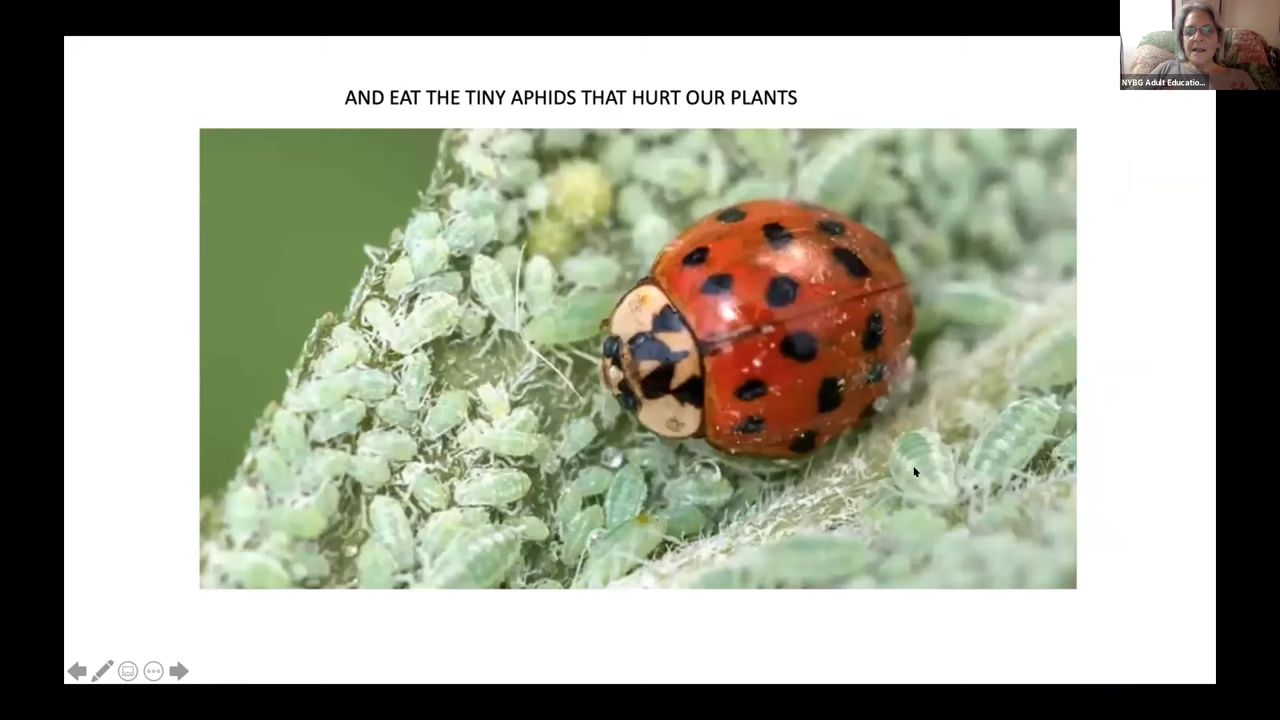 AND EAT THE TINY APHIDS THAT HURT OUR PLANTS
NYBG Adult Educatio...